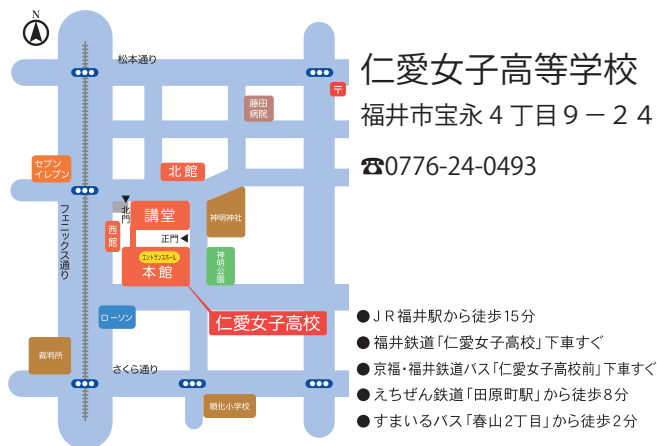 N
松本通り
〒
藤田
病院
セブン
イレブン
北館
北門
講堂
神明神社
西館
正門
エントランスホール
本館
神明公園
フェニックス通り
ローソン
仁愛女子高校
裁判所
さくら通り
順化小学校
仁愛女子高等学校
福井市宝永4丁目9−24
☎0776-24-0493
●JR福井駅から徒歩15分
●福井鉄道「仁愛女子高校」下車すぐ
●京福・福井鉄道バス「仁愛女子高校前」下車すぐ
●えちぜん鉄道「田原町駅」から徒歩8分
●すまいるバス「春山2丁目」から徒歩2分